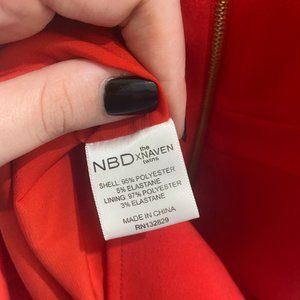 NBD x the NAVEN twins
SHELL: 95% POLYESTER
5% ELASTANE
LINING: 97% POLYESTER
3% ELASTANE
MADE IN CHINA
RN132829